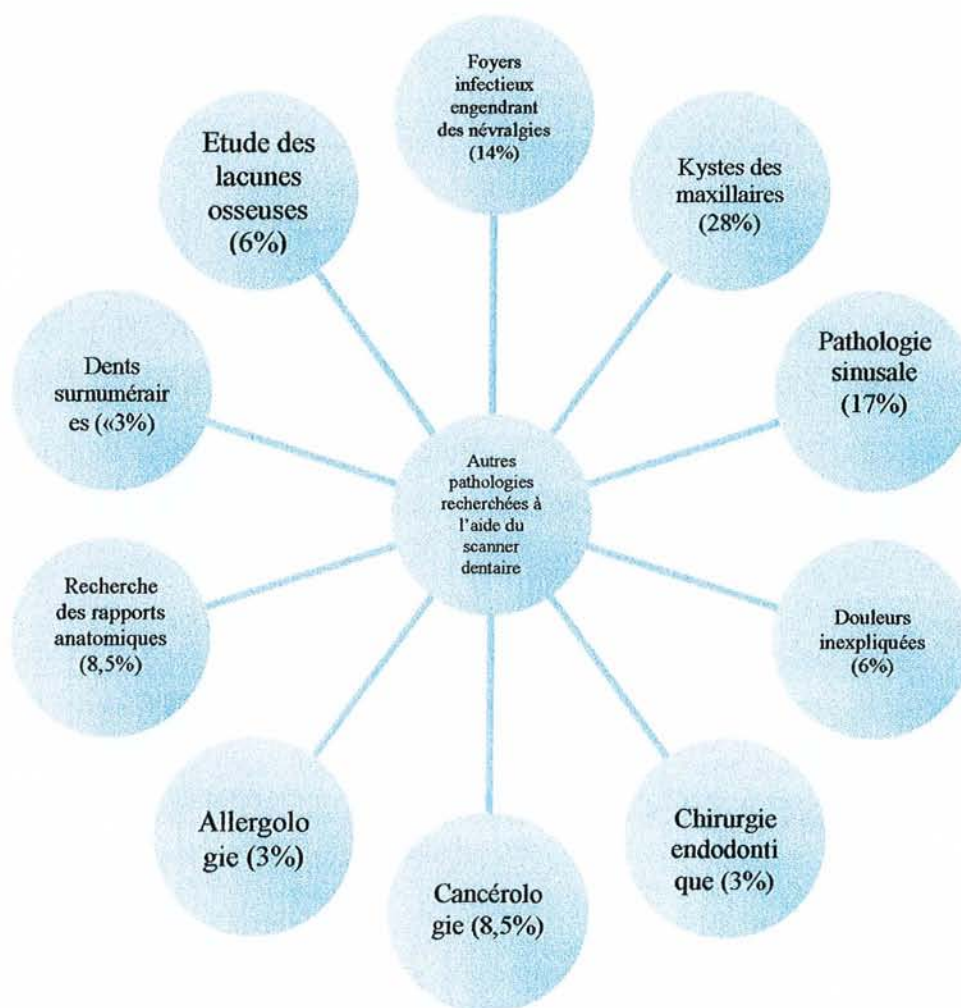 Foyers
infectieux
engendrant
des névralgies
(14%)
Kystes des
maxillaires
(28%)
Pathologie
sinusale
(17%)
Douleurs
inexpliquées
(6%)
Chirurgie
endodonti
que (3%)
Cancérolo
gie (8,5%)
Allergolo
gie (3%)
Recherche
des rapports
anatomiques
(8,5%)
Dents
surnumérair
es («3%)
Etude des
lacunes
osseuses
(6%)
Autres
pathologies
recherchées à
l’aide du
scanner
dentaire